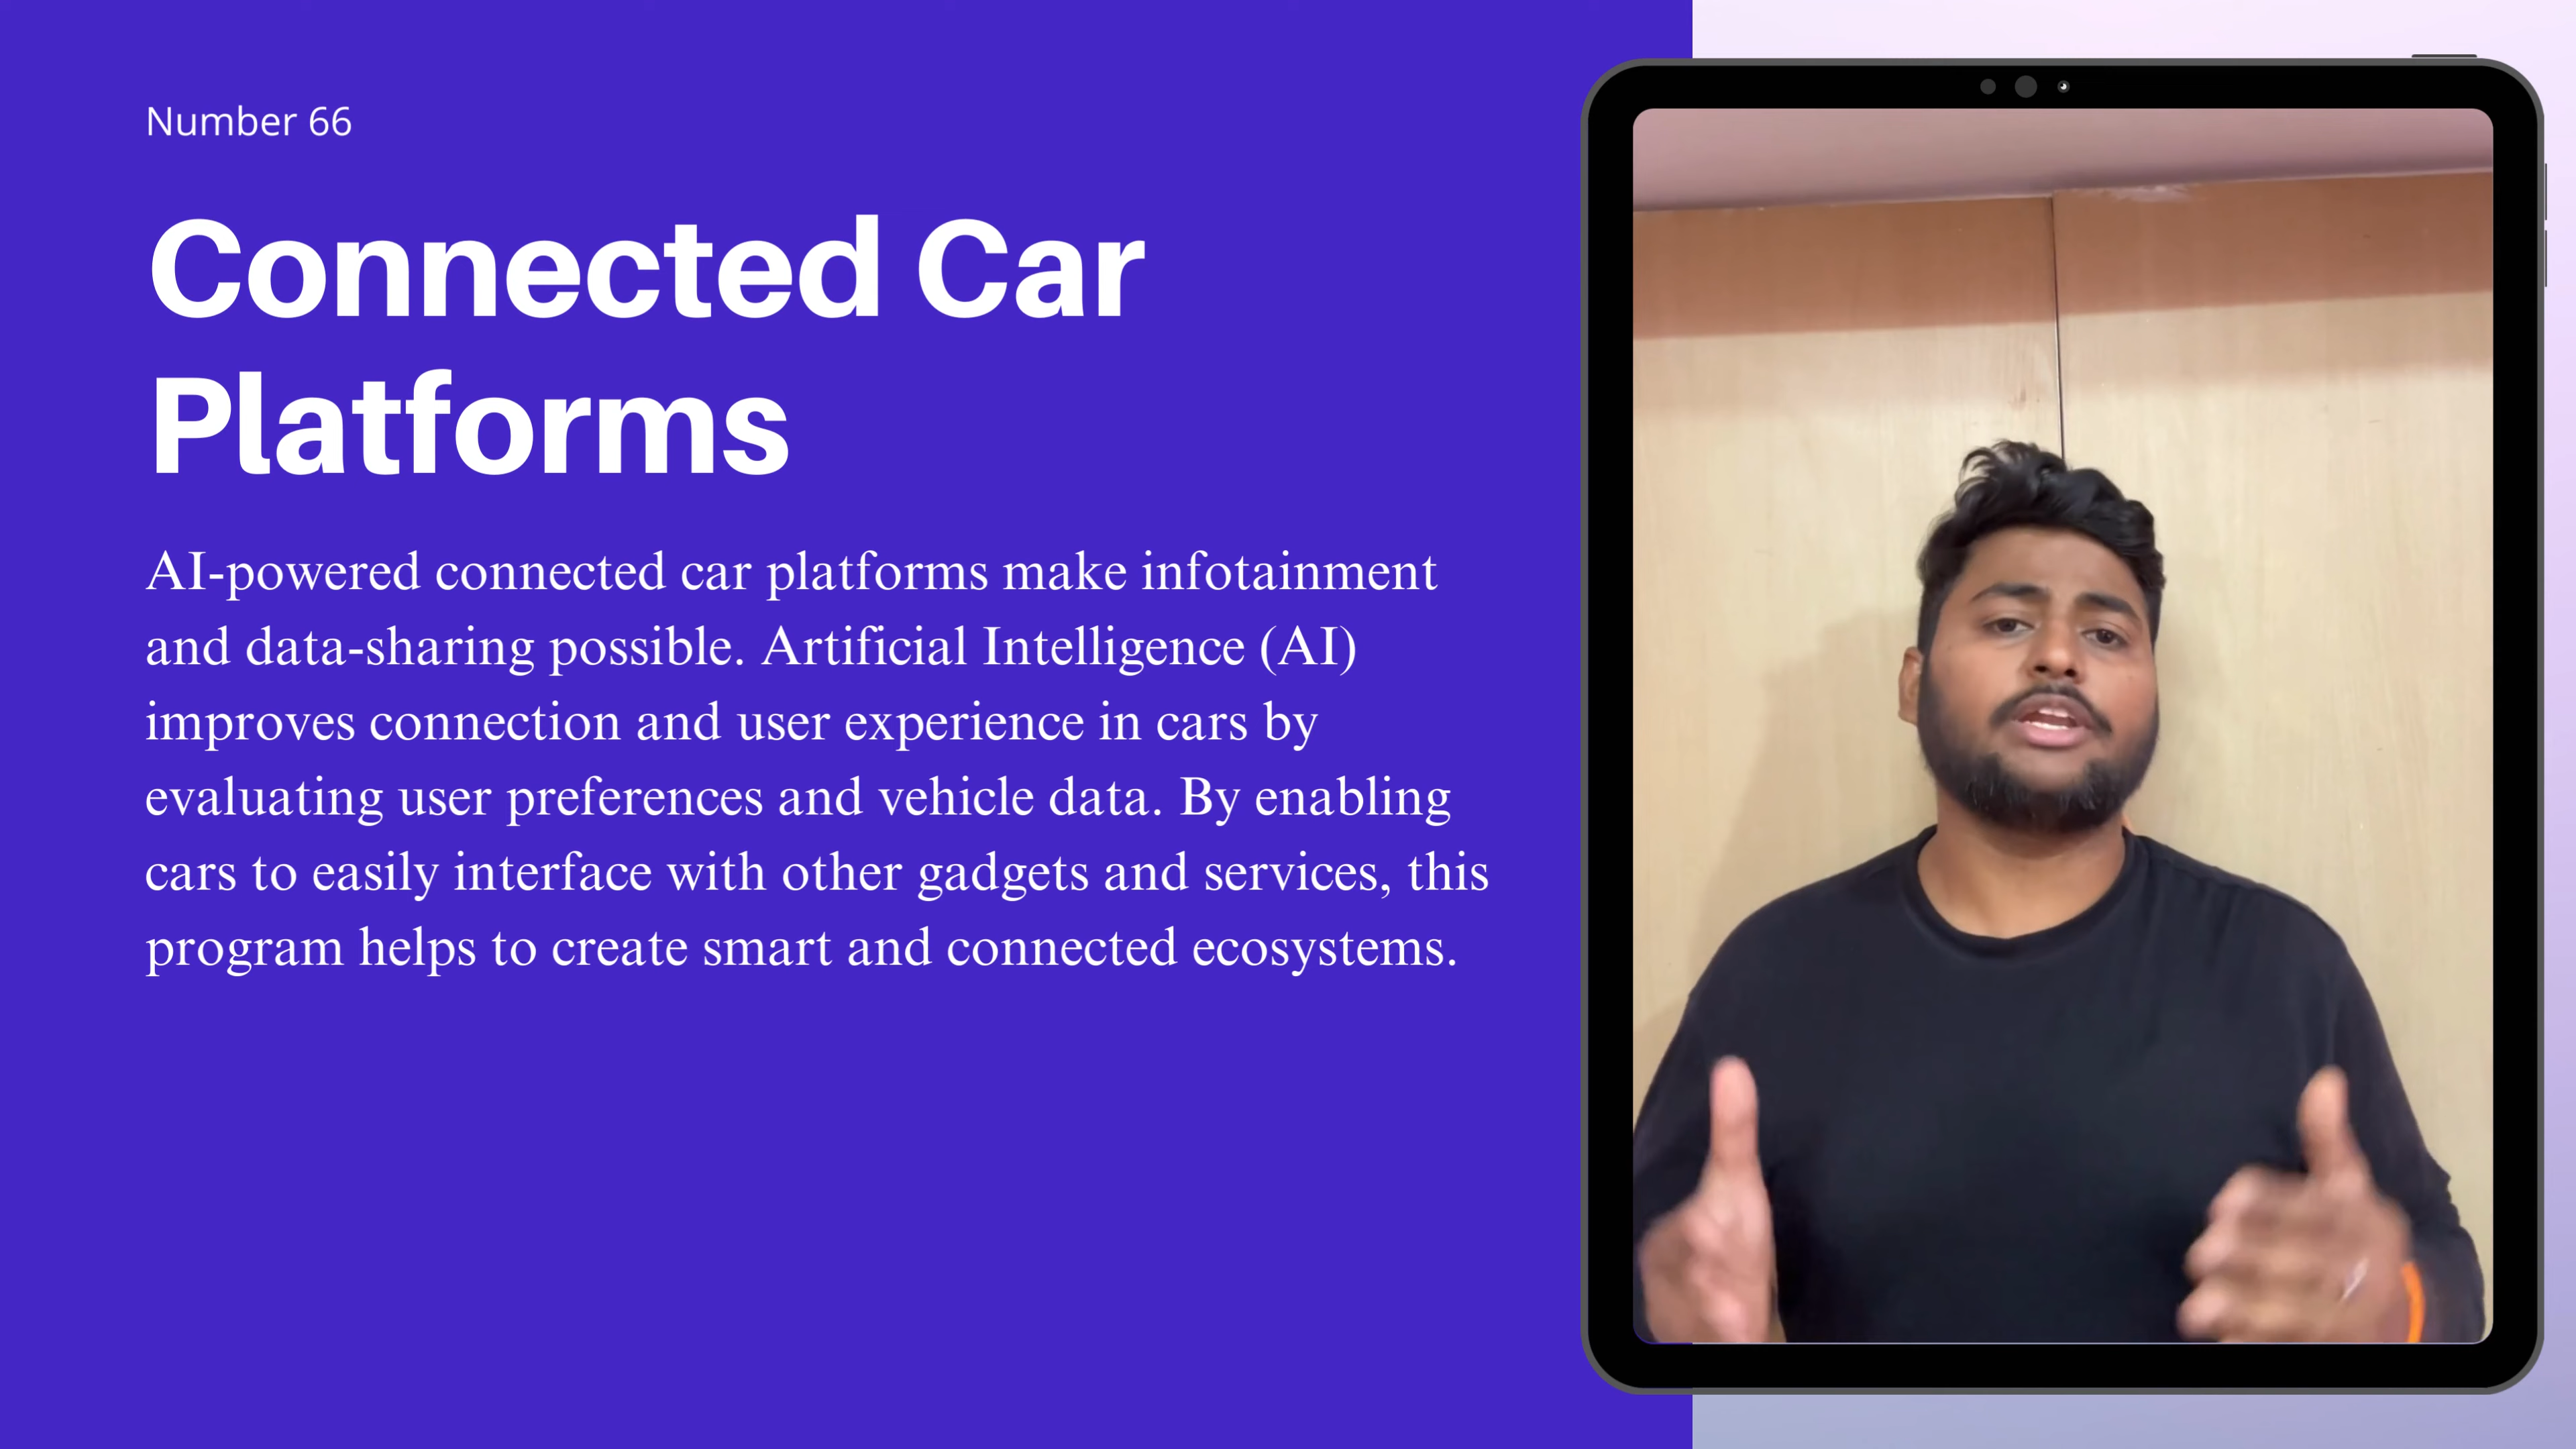 Number 66
Connected Car
Platforms
AI-powered connected car platforms make infotainment
and data-sharing possible. Artificial Intelligence (AI)
improves connection and user experience in cars by
evaluating user preferences and vehicle data. By enabling
cars to easily interface with other gadgets and services, this
program helps to create smart and connected ecosystems.